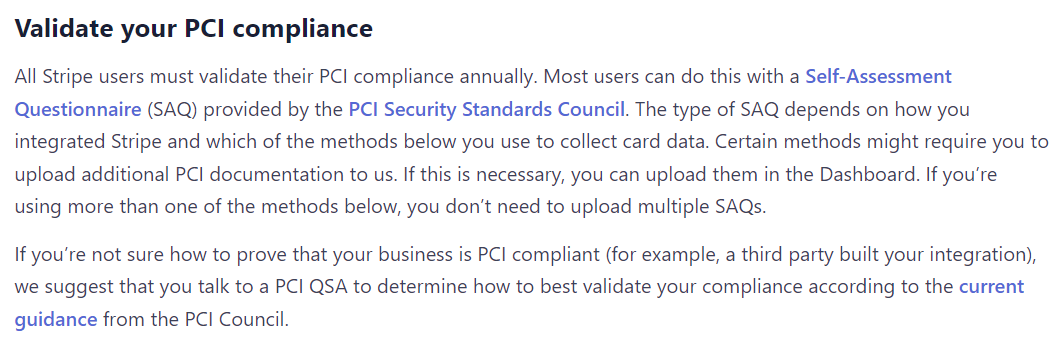 Validate your PCI compliance
All Stripe users must validate their PCI compliance annually. Most users can do this with a Self-Assessment
Questionnaire (SAQ) provided by the PCI Security Standards Council. The type of SAQ depends on how you
integrated Stripe and which of the methods below you use to collect card data. Certain methods might require you to
upload additional PCI documentation to us. If this is necessary, you can upload them in the Dashboard. If you’re
using more than one of the methods below, you don’t need to upload multiple SAQs.
If you’re not sure how to prove that your business is PCI compliant (for example, a third party built your integration),
we suggest that you talk to a PCI QSA to determine how to best validate your compliance according to the current
guidance from the PCI Council.